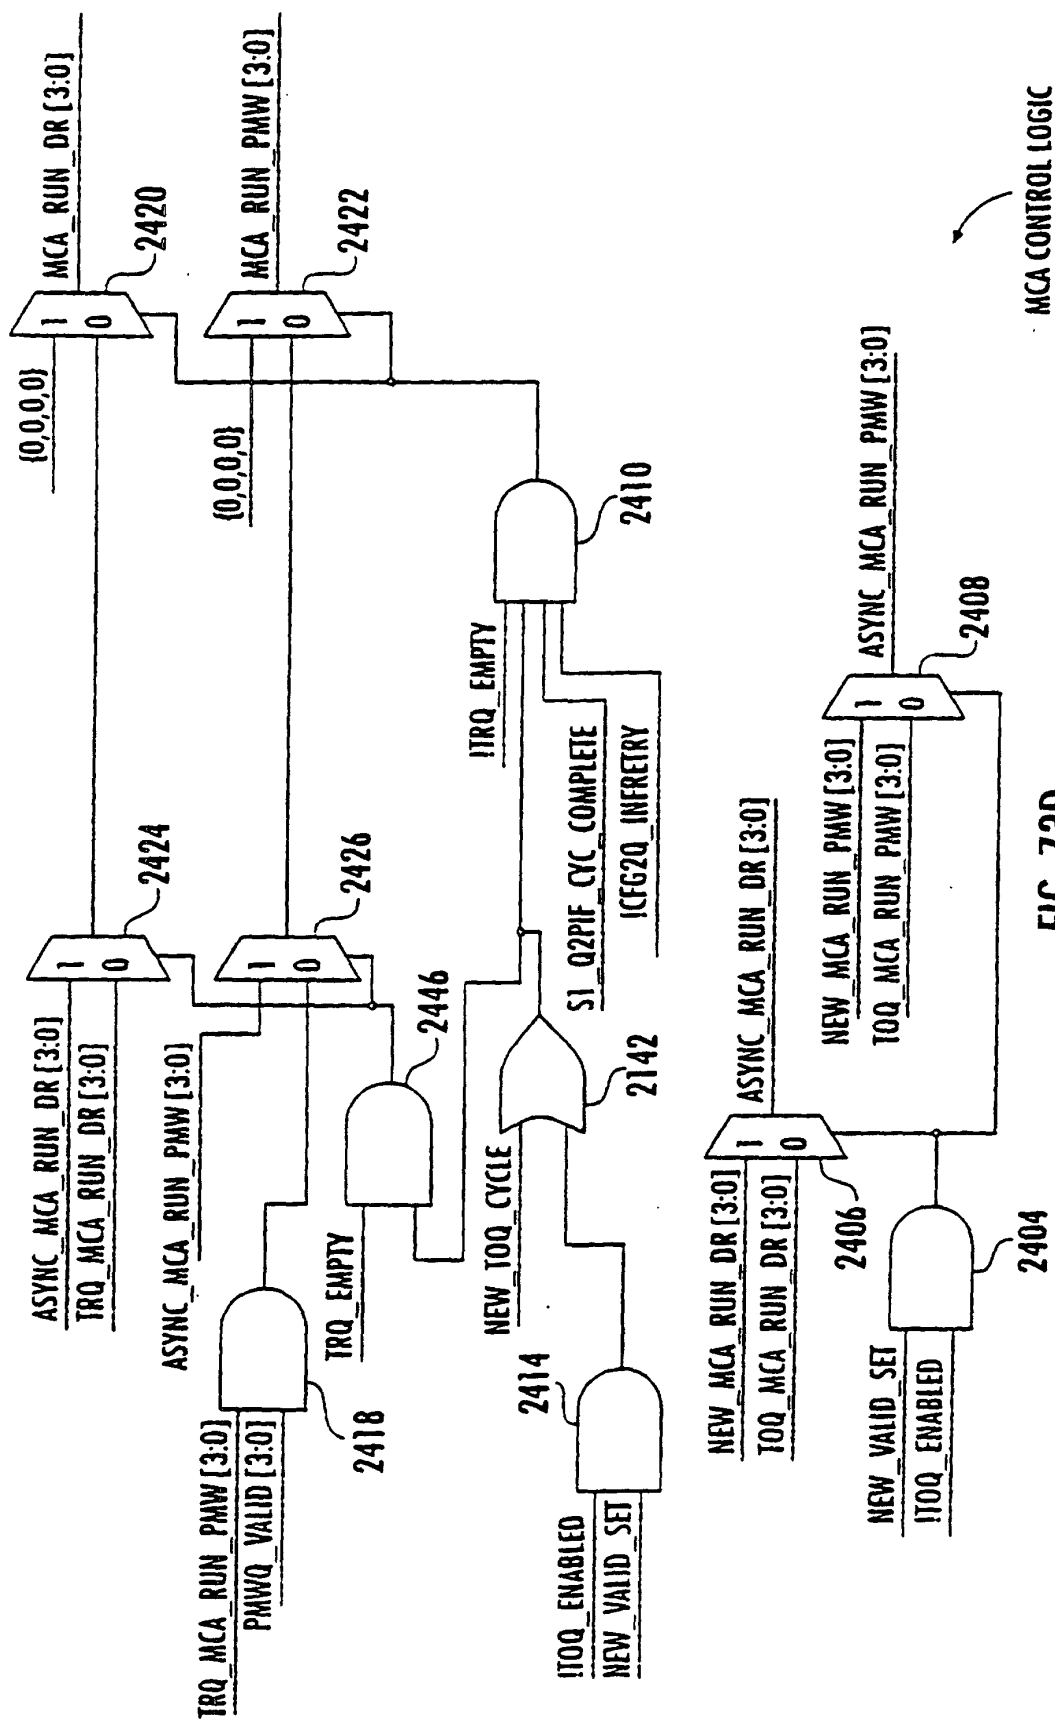 ASYNC_MCA_RUN_DR[3:0]
TRQ_MCA_RUN_DR[3:0]
1
0
2424
{0,0,0,0}
1
0
MCA_RUN_DR[3:0]
2420
TRQ_MCA_RUN_PMW[3:0]
PMWQ_VALID[3:0]
2418
ASYNC_MCA_RUN_PMW[3:0]
1
0
2426
{0,0,0,0}
1
0
MCA_RUN_PMW[3:0]
2422
TRQ_EMPTY
2446
NEW_TOQ_CYCLE
2142
!TOQ_ENABLED
NEW_VALID_SET
2414
!TRQ_EMPTY
S1_Q2PIF_CYC_COMPLETE
!CFG2Q_INFRETRY
2410
NEW_MCA_RUN_DR[3:0]
TOQ_MCA_RUN_DR[3:0]
1
0
2406
ASYNC_MCA_RUN_DR[3:0]
NEW_MCA_RUN_PMW[3:0]
TOQ_MCA_RUN_PMW[3:0]
1
0
ASYNC_MCA_RUN_PMW[3:0]
2408
NEW_VALID_SET
!TOQ_ENABLED
2404
MCA CONTROL LOGIC